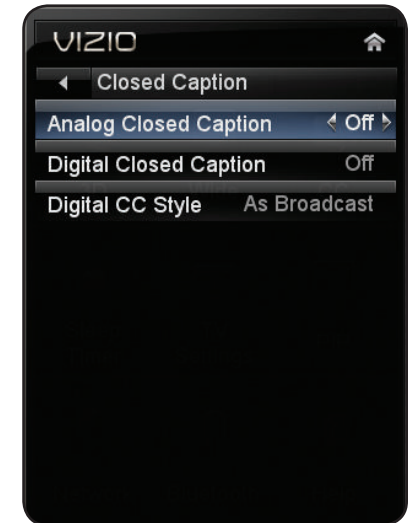 VIZIO
Closed Caption
Analog Closed Caption Off
Digital Closed Caption Off
Digital CC Style As Broadcast